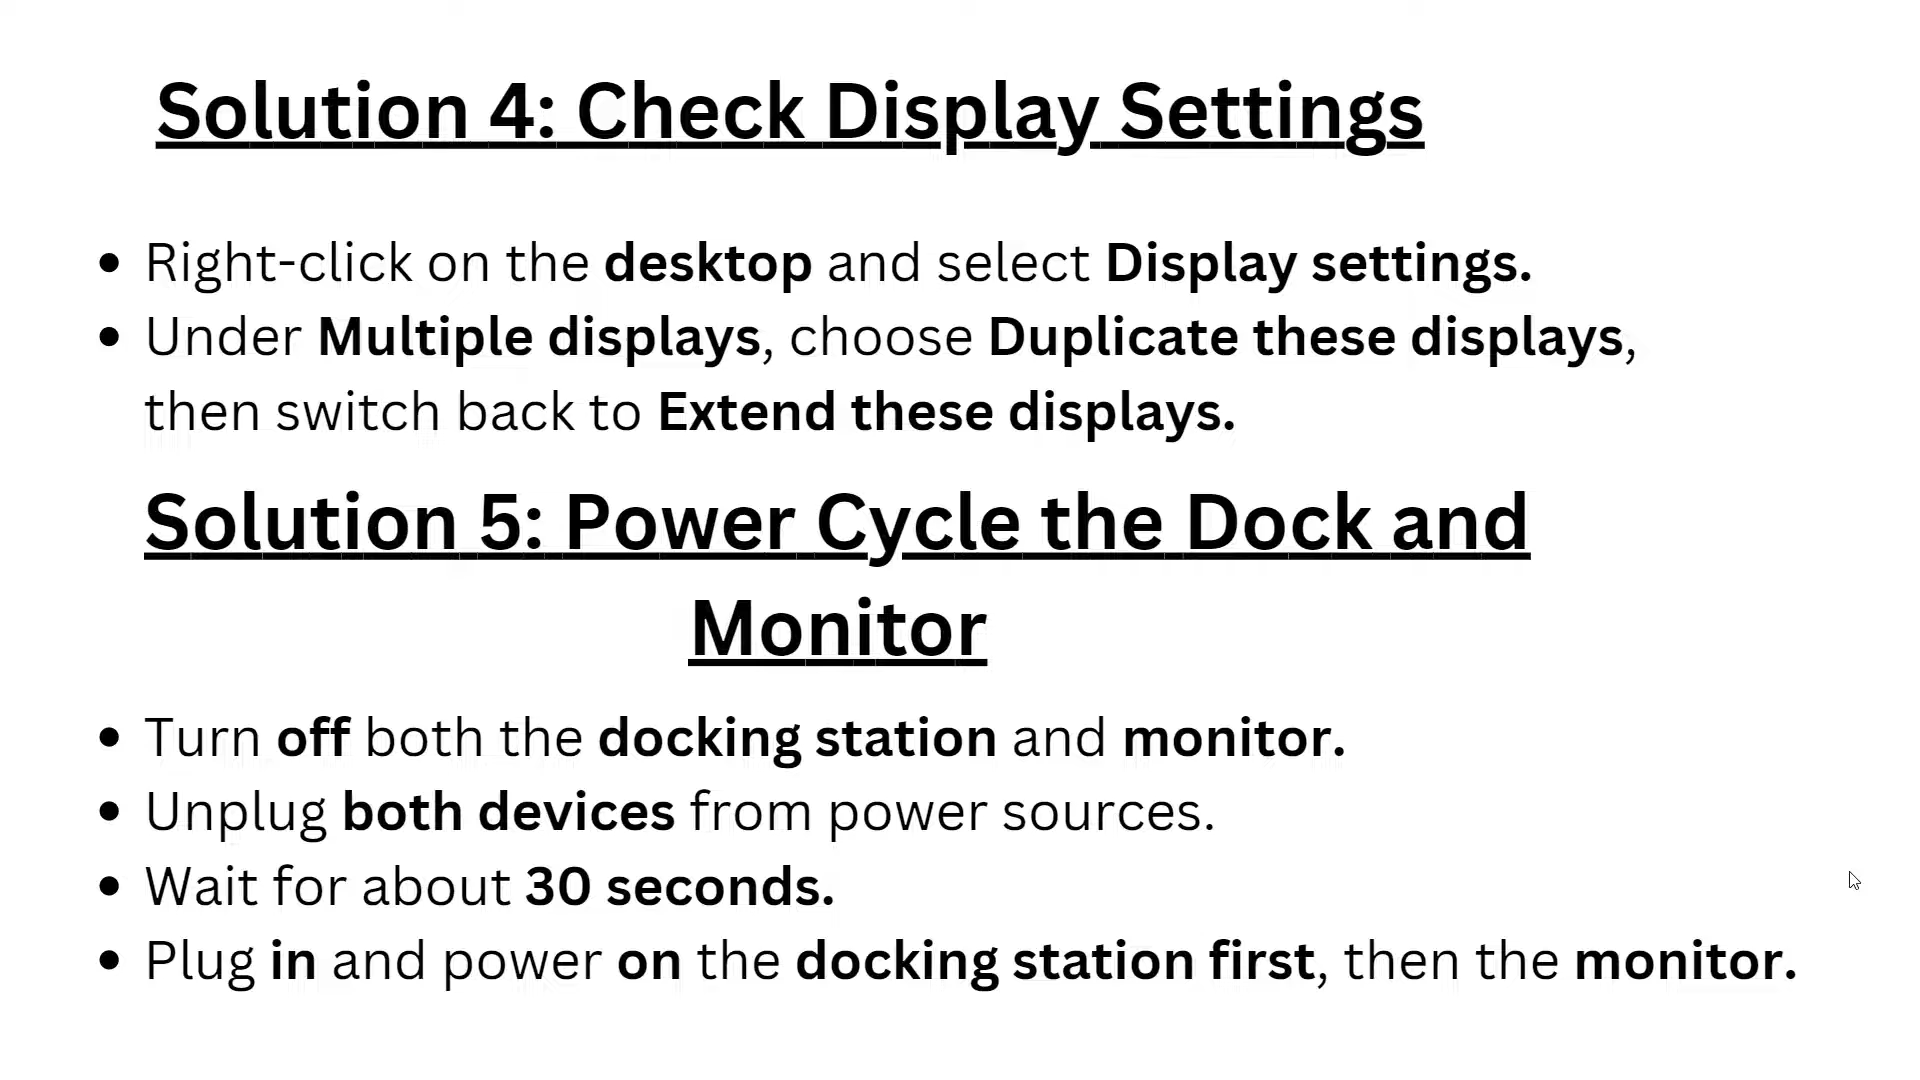 Solution 4: Check Display Settings
• Right-click on the desktop and select Display settings.
• Under Multiple displays, choose Duplicate these displays,
then switch back to Extend these displays.
Solution 5: Power Cycle the Dock and
Monitor
• Turn off both the docking station and monitor.
• Unplug both devices from power sources.
• Wait for about 30 seconds.
• Plug in and power on the docking station first, then the monitor.